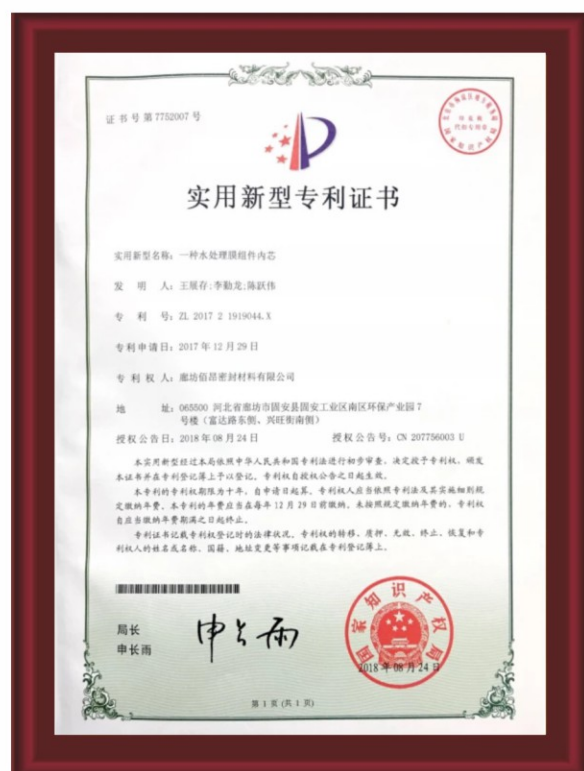 证书号第7752007号
实用新型专利证书
实用新型名称：一种水处理膜组件内芯
发 明 人：王展存;李勤龙;陈跃伟
专 利 号：ZL 2017 2 1919044.X
专利申请日：2017年12月29日
专 利 权 人：廊坊佰昂密封材料有限公司
地 址：065500 河北省廊坊市固安县固安工业区南区环保产业园7
号楼（富达路东侧、兴旺街南侧）
授权公告日：2018年08月24日 授权公告号：CN 207756003 U
本实用新型经过本局依照中华人民共和国专利法进行初步审查，决定授予专利权，颁发
本证书并在专利登记簿上予以登记。专利权自授权公告之日起生效。
本专利的专利权期限为十年，自申请日起算。专利权人应当依照专利法及其实施细则规
定缴纳年费。本专利的年费应当在每年12月29日前缴纳。未按照规定缴纳年费的，专利权
自应当缴纳年费期满之日起终止。
专利证书记载专利权登记时的法律状况。专利权的转移、质押、无效、终止、恢复和专
利权人的姓名或名称、国籍、地址变更等事项记载在专利登记簿上。
局长
申长雨
申长雨
国家知识产权局
2018年08月24日
第 1 页 (共 1 页)